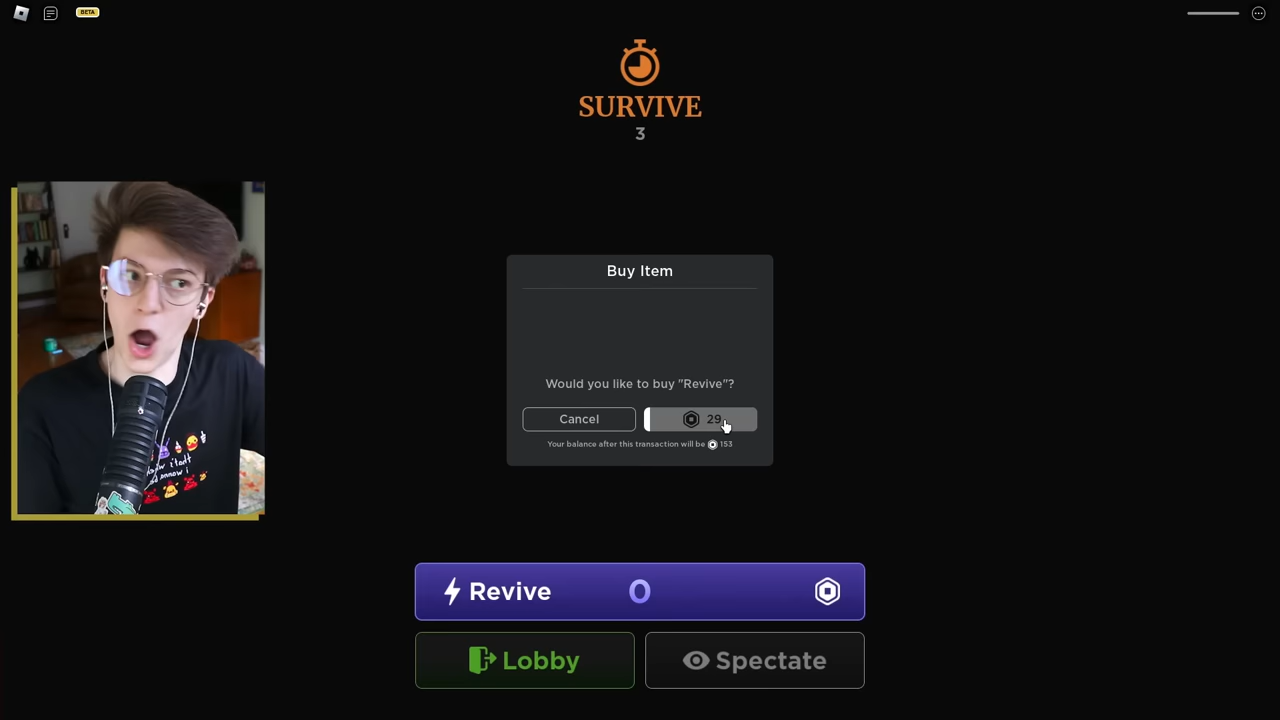 BETA
SURVIVE
3
Buy Item
Would you like to buy "Revive"?
Cancel
29
Your balance after this transaction will be 153
Revive 0
Lobby
Spectate